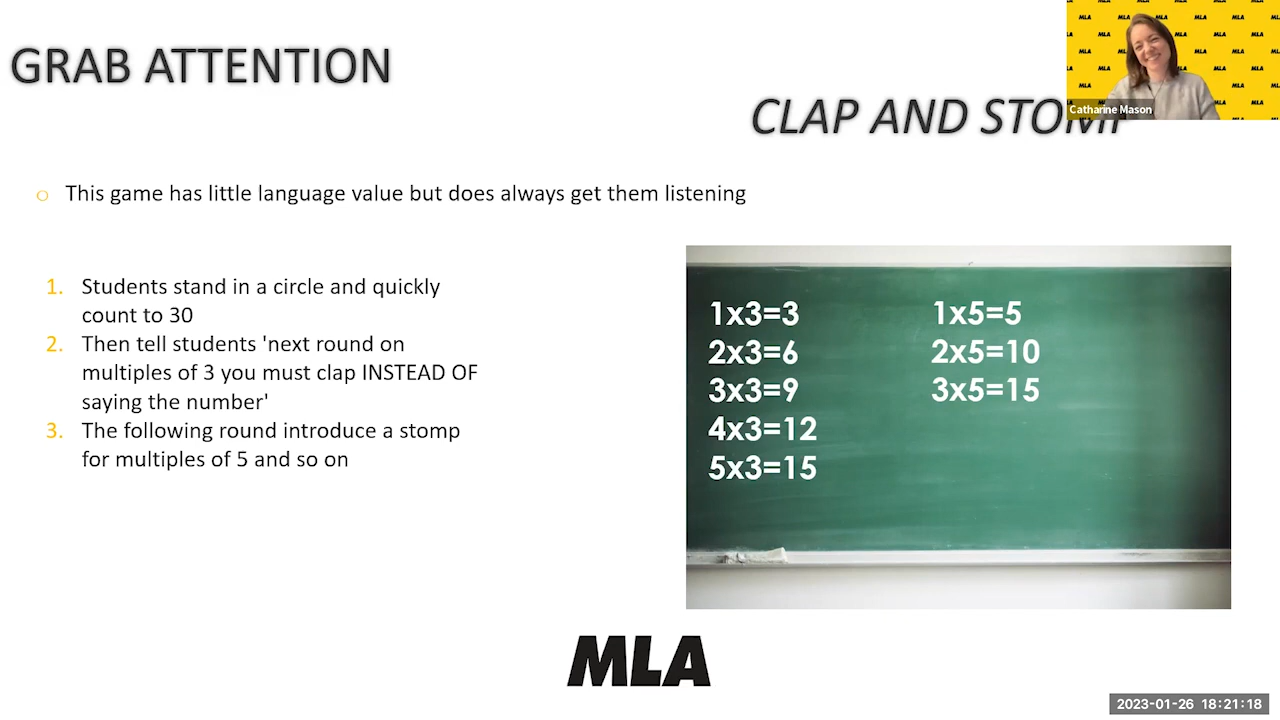 GRAB ATTENTION
Catharine Mason
CLAP AND STOMP
o This game has little language value but does always get them listening
1. Students stand in a circle and quickly
count to 30
2. Then tell students 'next round on
multiples of 3 you must clap INSTEAD OF
saying the number'
3. The following round introduce a stomp
for multiples of 5 and so on
1x3=3
2x3=6
3x3=9
4x3=12
5x3=15
1x5=5
2x5=10
3x5=15
MLA
2023-01-26 18:21:18